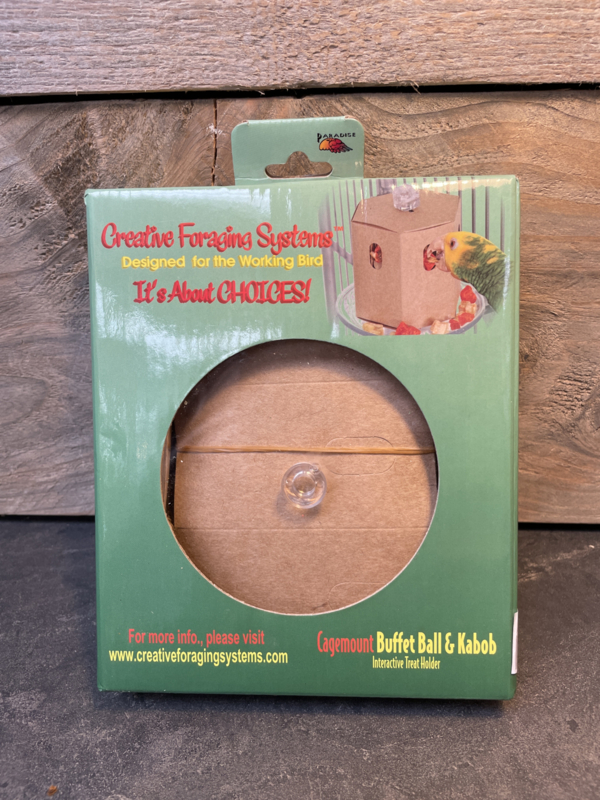 PARADISE
Creative Foraging Systems™
Designed for the Working Bird
It's About CHOICES!
For more info., please visit
www.creativeforagingsystems.com
Cagemount Buffet Ball & Kabob
Interactive Treat Holder